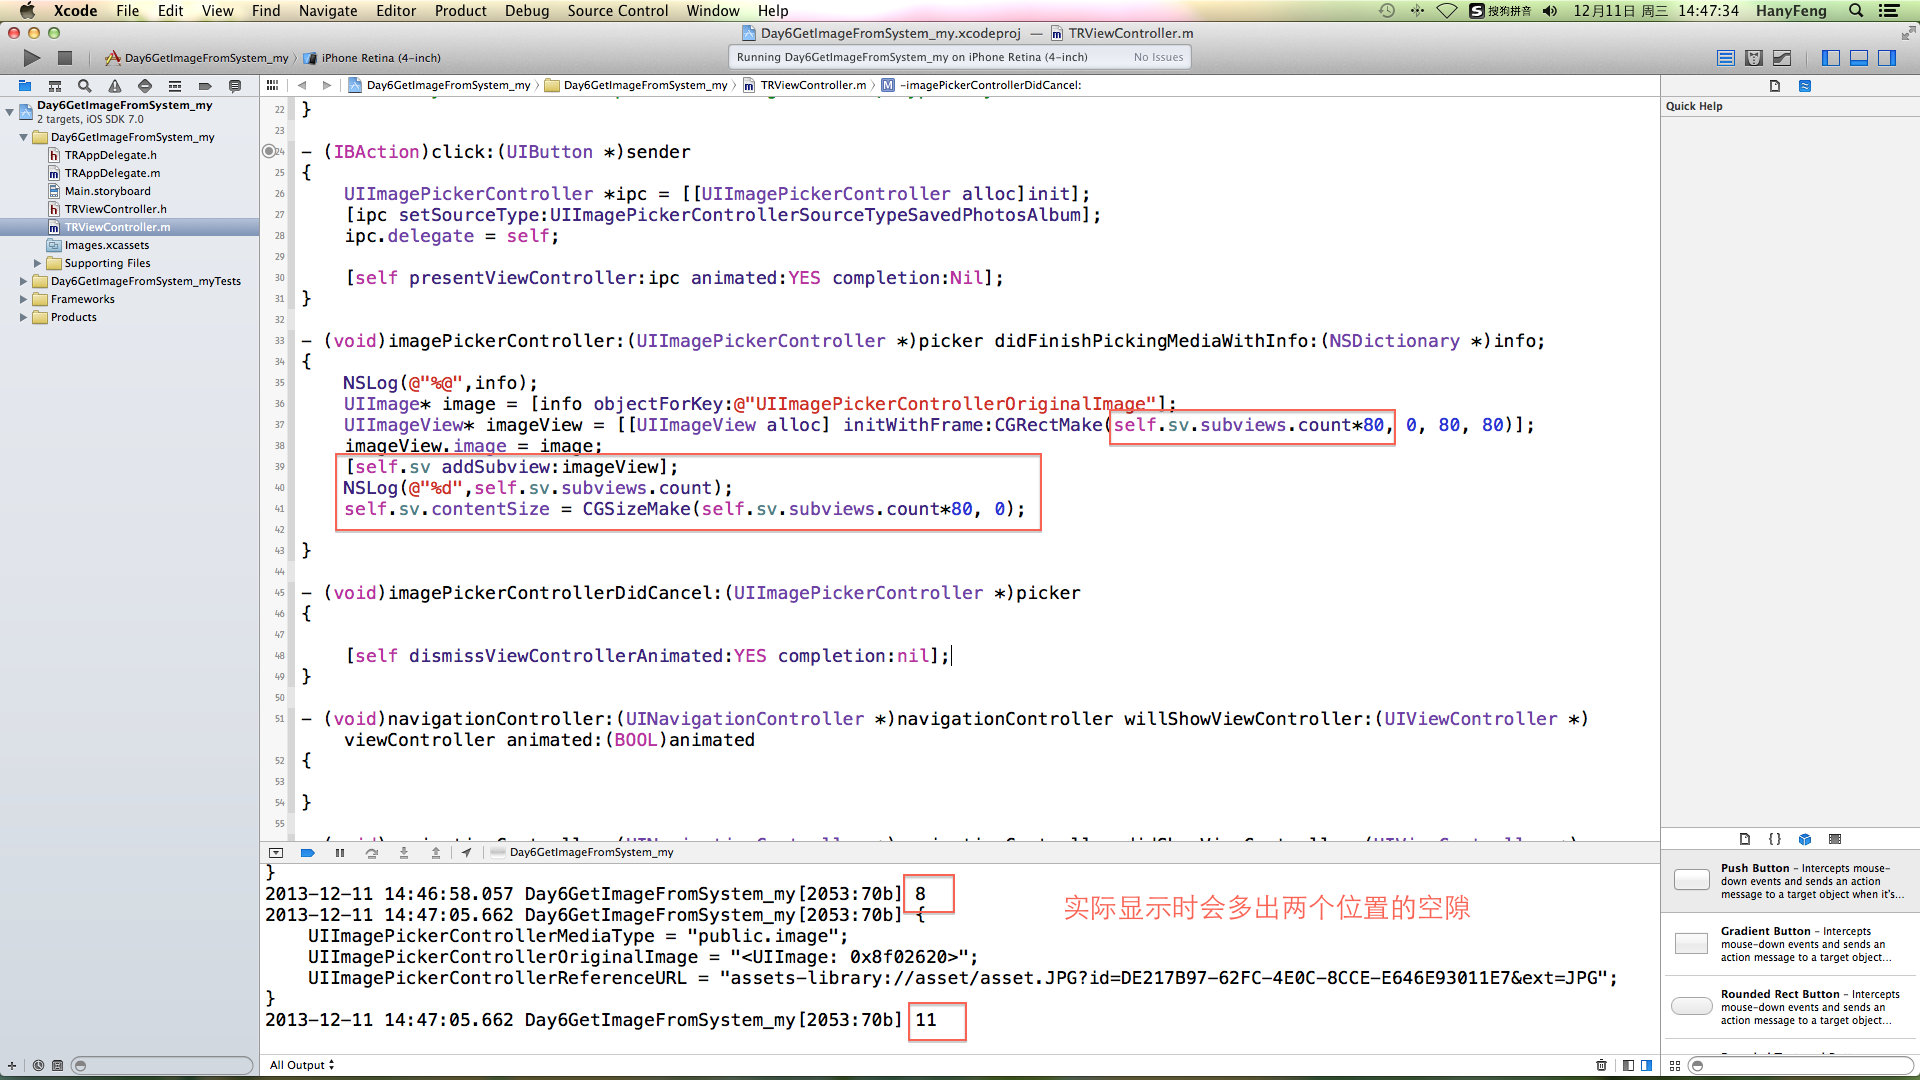 Xcode File Edit View Find Navigate Editor Product Debug Source Control Window Help 搜狗拼音 12月11日 周三 14:47:34 HanyFeng
Day6GetImageFromSystem_my.xcodeproj — TRViewController.m
Day6GetImageFromSystem_my 〉 iPhone Retina (4-inch)
Running Day6GetImageFromSystem_my on iPhone Retina (4-inch) No Issues
Day6GetImageFromSystem_my 〉 Day6GetImageFromSystem_my 〉 TRViewController.m 〉 M -imagePickerControllerDidCancel:
Day6GetImageFromSystem_my
2 targets, iOS SDK 7.0
Day6GetImageFromSystem_my
TRAppDelegate.h
TRAppDelegate.m
Main.storyboard
TRViewController.h
TRViewController.m
Images.xcassets
Supporting Files
Day6GetImageFromSystem_myTests
Frameworks
Products
22 }
23
24 - (IBAction)click:(UIButton *)sender
25 {
26 UIImagePickerController *ipc = [[UIImagePickerController alloc]init];
27 [ipc setSourceType:UIImagePickerControllerSourceTypeSavedPhotosAlbum];
28 ipc.delegate = self;
29
30 [self presentViewController:ipc animated:YES completion:Nil];
31 }
32
33 - (void)imagePickerController:(UIImagePickerController *)picker didFinishPickingMediaWithInfo:(NSDictionary *)info;
34 {
35 NSLog(@"%@",info);
36 UIImage* image = [info objectForKey:@"UIImagePickerControllerOriginalImage"];
37 UIImageView* imageView = [[UIImageView alloc] initWithFrame:CGRectMake(self.sv.subviews.count*80, 0, 80, 80)];
38 imageView.image = image;
39 [self.sv addSubview:imageView];
40 NSLog(@"%d",self.sv.subviews.count);
41 self.sv.contentSize = CGSizeMake(self.sv.subviews.count*80, 0);
42
43 }
44
45 - (void)imagePickerControllerDidCancel:(UIImagePickerController *)picker
46 {
47
48 [self dismissViewControllerAnimated:YES completion:nil];
49 }
50
51 - (void)navigationController:(UINavigationController *)navigationController willShowViewController:(UIViewController *)
viewController animated:(BOOL)animated
52 {
53
54 }
55
Day6GetImageFromSystem_my
}
2013-12-11 14:46:58.057 Day6GetImageFromSystem_my[2053:70b] 8
2013-12-11 14:47:05.662 Day6GetImageFromSystem_my[2053:70b] {
UIImagePickerControllerMediaType = "public.image";
UIImagePickerControllerOriginalImage = "<UIImage: 0x8f02620>";
UIImagePickerControllerReferenceURL = "assets-library://asset/asset.JPG?id=DE217B97-62FC-4E0C-8CCE-E646E93011E7&ext=JPG";
}
2013-12-11 14:47:05.662 Day6GetImageFromSystem_my[2053:70b] 11
实际显示时会多出两个位置的空隙
All Output
Quick Help
Push Button – Intercepts mouse-
down events and sends an action
message to a target object when it's...
Gradient Button – Intercepts
mouse-down events and sends an
action message to a target object...
Rounded Rect Button – Intercepts
mouse-down events and sends an
action message to a target object...